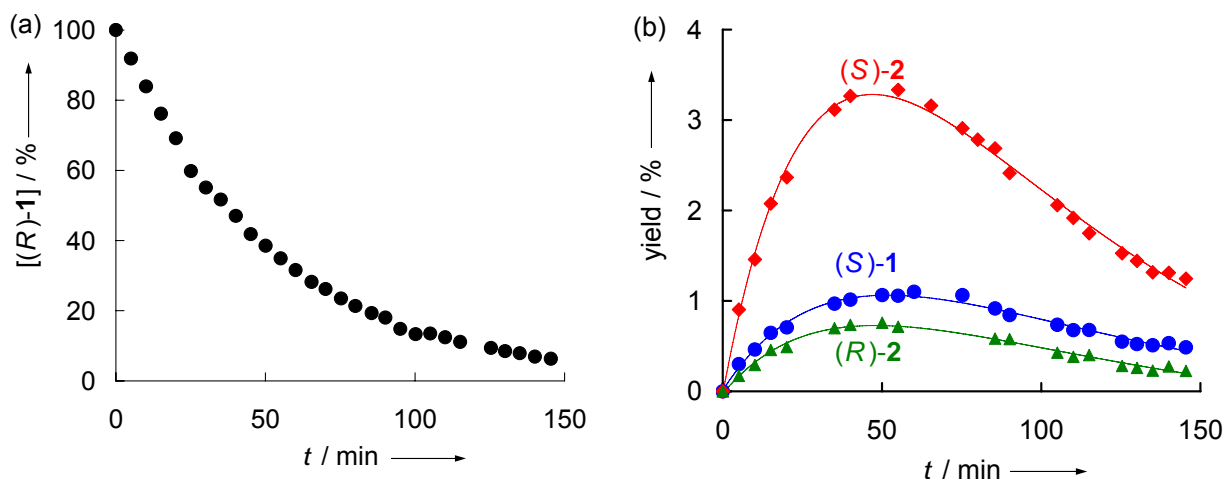 (a)
100
80
60
40
20
0
[(R)-1] / %
0 50 100 150
t / min
(b)
4
3
2
1
0
yield / %
(S)-2
(S)-1
(R)-2
0 50 100 150
t / min